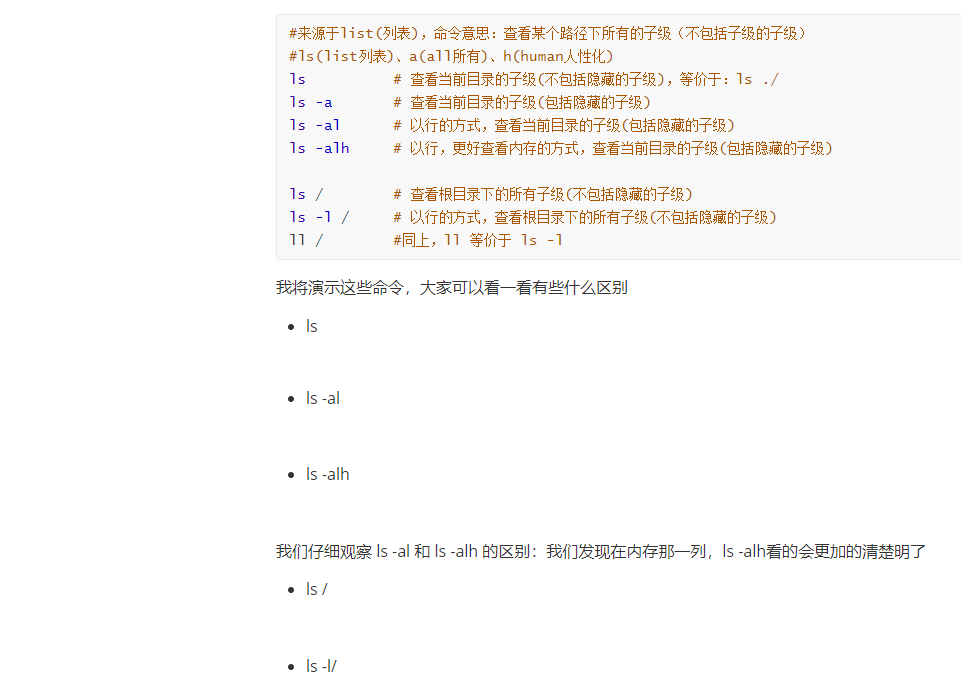 #来源于list(列表)，命令意思：查看某个路径下所有的子级（不包括子级的子级）
#ls(list列表)、a(all所有)、h(human人性化)
ls # 查看当前目录的子级(不包括隐藏的子级)，等价于：ls ./
ls -a # 查看当前目录的子级(包括隐藏的子级)
ls -al # 以行的方式，查看当前目录的子级(包括隐藏的子级)
ls -alh # 以行，更好查看内存的方式，查看当前目录的子级(包括隐藏的子级)
ls / # 查看根目录下的所有子级(不包括隐藏的子级)
ls -l / # 以行的方式，查看根目录下的所有子级(不包括隐藏的子级)
ll / #同上，ll 等价于 ls -l
我将演示这些命令，大家可以看一看有些什么区别
• ls
• ls -al
• ls -alh
我们仔细观察 ls -al 和 ls -alh 的区别：我们发现在内存那一列，ls -alh看的会更加的清楚明了
• ls /
• ls -l/